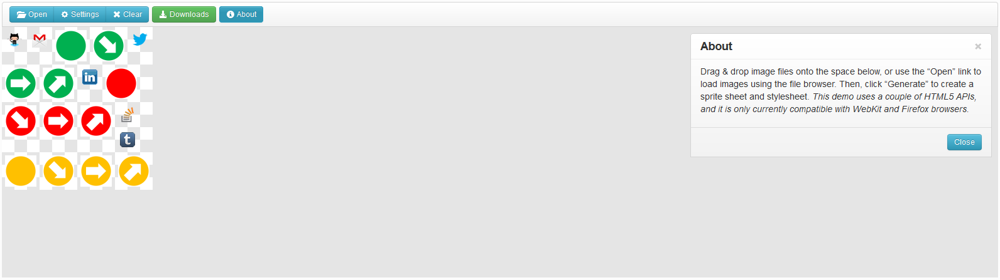 Open Settings Clear Downloads About
in
t
About ×
Drag & drop image files onto the space below, or use the “Open” link to
load images using the file browser. Then, click “Generate” to create a
sprite sheet and stylesheet. This demo uses a couple of HTML5 APIs,
and it is only currently compatible with WebKit and Firefox browsers.
Close